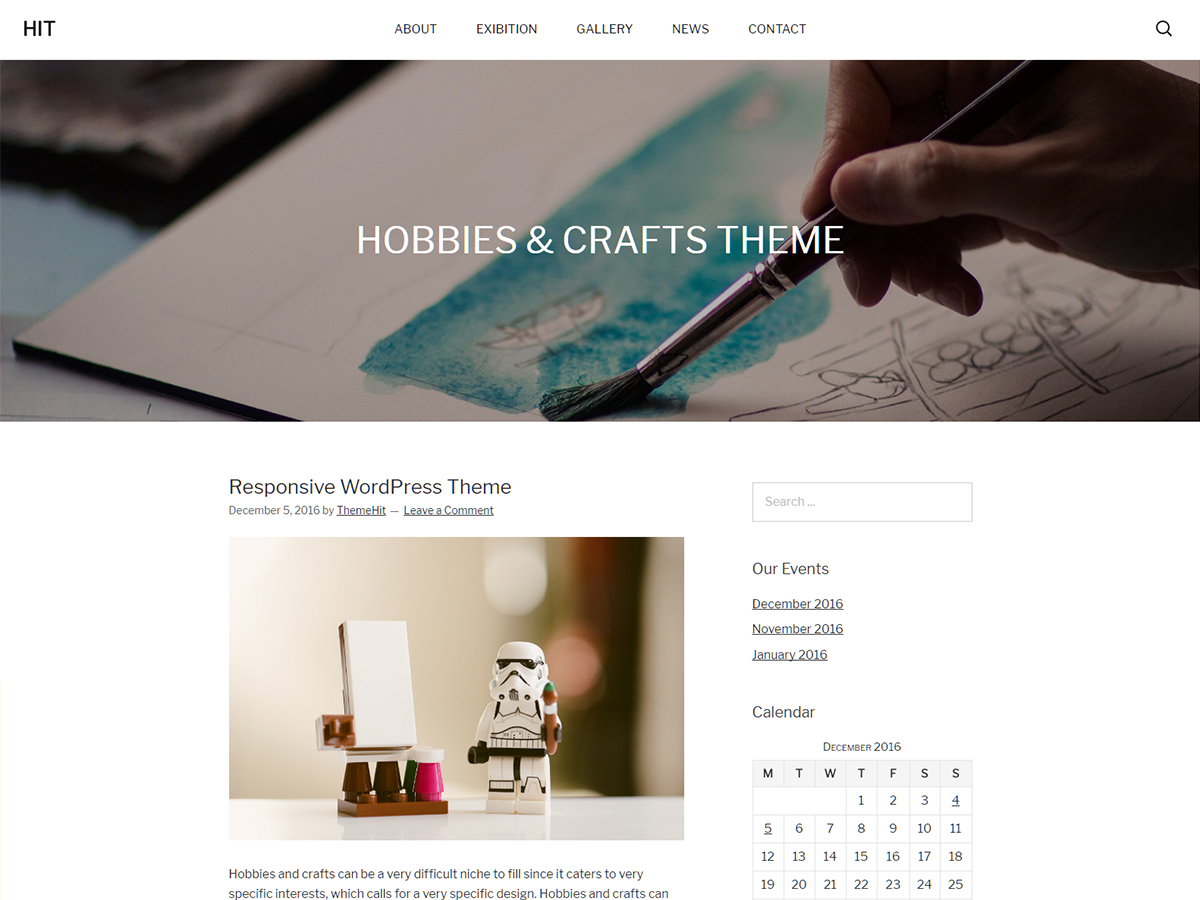 HIT
ABOUT EXIBITION GALLERY NEWS CONTACT
HOBBIES & CRAFTS THEME
Responsive WordPress Theme
December 5, 2016 by ThemeHit — Leave a Comment
Hobbies and crafts can be a very difficult niche to fill since it caters to very
specific interests, which calls for a very specific design. Hobbies and crafts can
Search ...
Our Events
December 2016
November 2016
January 2016
Calendar
December 2016
M T W T F S S
1 2 3 4
5 6 7 8 9 10 11
12 13 14 15 16 17 18
19 20 21 22 23 24 25